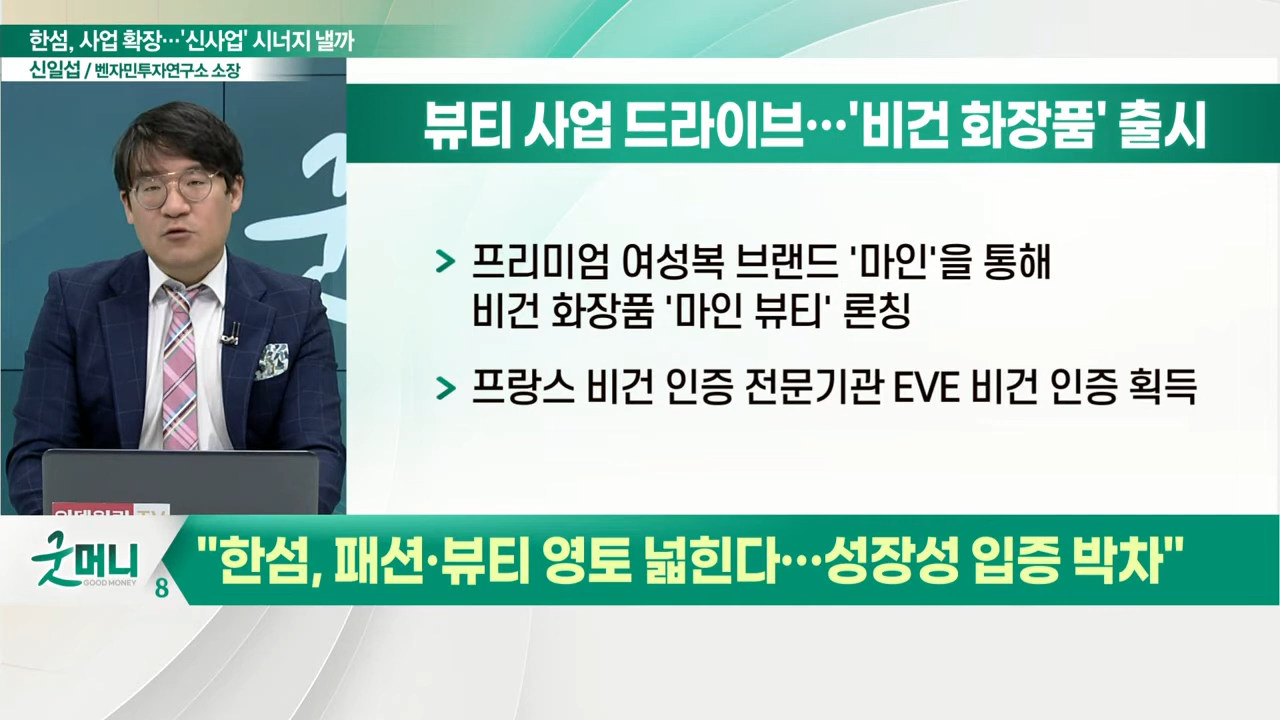 한섬, 사업 확장…'신사업' 시너지 낼까
신일섭 / 벤자민투자연구소 소장
뷰티 사업 드라이브…'비건 화장품' 출시
> 프리미엄 여성복 브랜드 '마인'을 통해
비건 화장품 '마인 뷰티' 론칭
> 프랑스 비건 인증 전문기관 EVE 비건 인증 획득
이데일리 TV
굿머니
GOOD MONEY
8
"한섬, 패션·뷰티 영토 넓힌다…성장성 입증 박차"